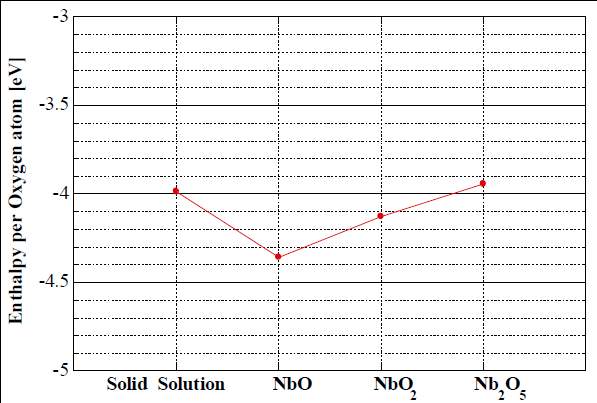 Enthalpy per Oxygen atom [eV]
-3
-3.5
-4
-4.5
-5
Solid Solution NbO NbO₂ Nb₂O₅